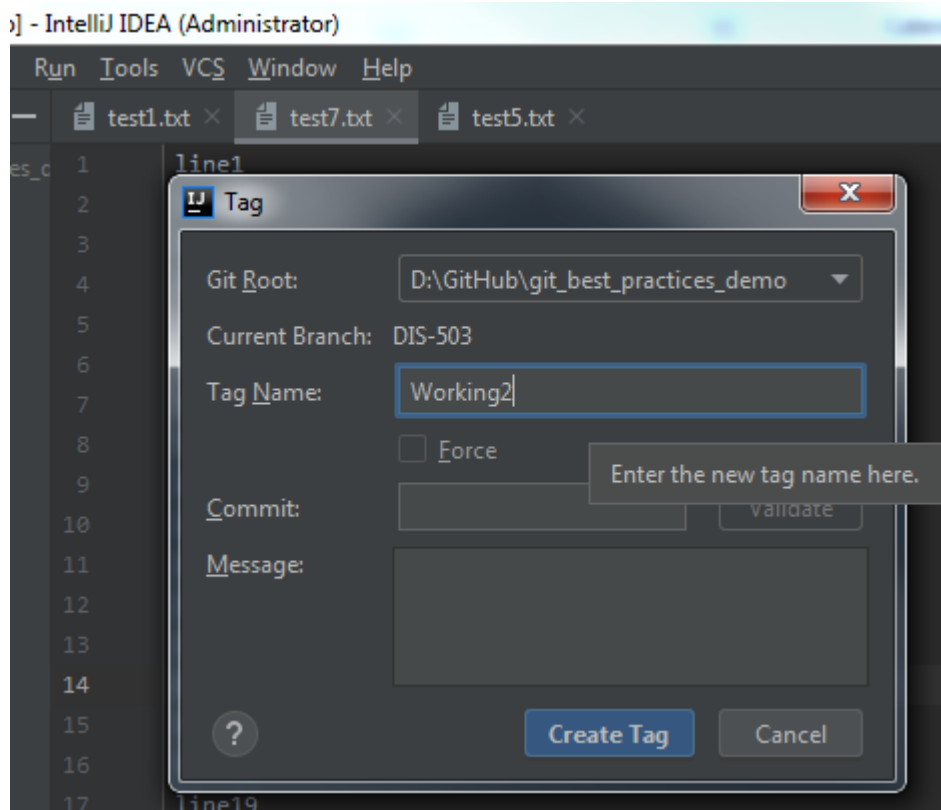 o] - IntelliJ IDEA (Administrator)
Run Tools VCS Window Help
test1.txt test7.txt test5.txt
es_d
1 line1
2
3
4
5
6
7
8
9
10
11
12
13
14
15
16
17 line19
IJ Tag
Git Root: D:\GitHub\git_best_practices_demo
Current Branch: DIS-503
Tag Name: Working2
Force
Enter the new tag name here.
Commit: Validate
Message:
? Create Tag Cancel